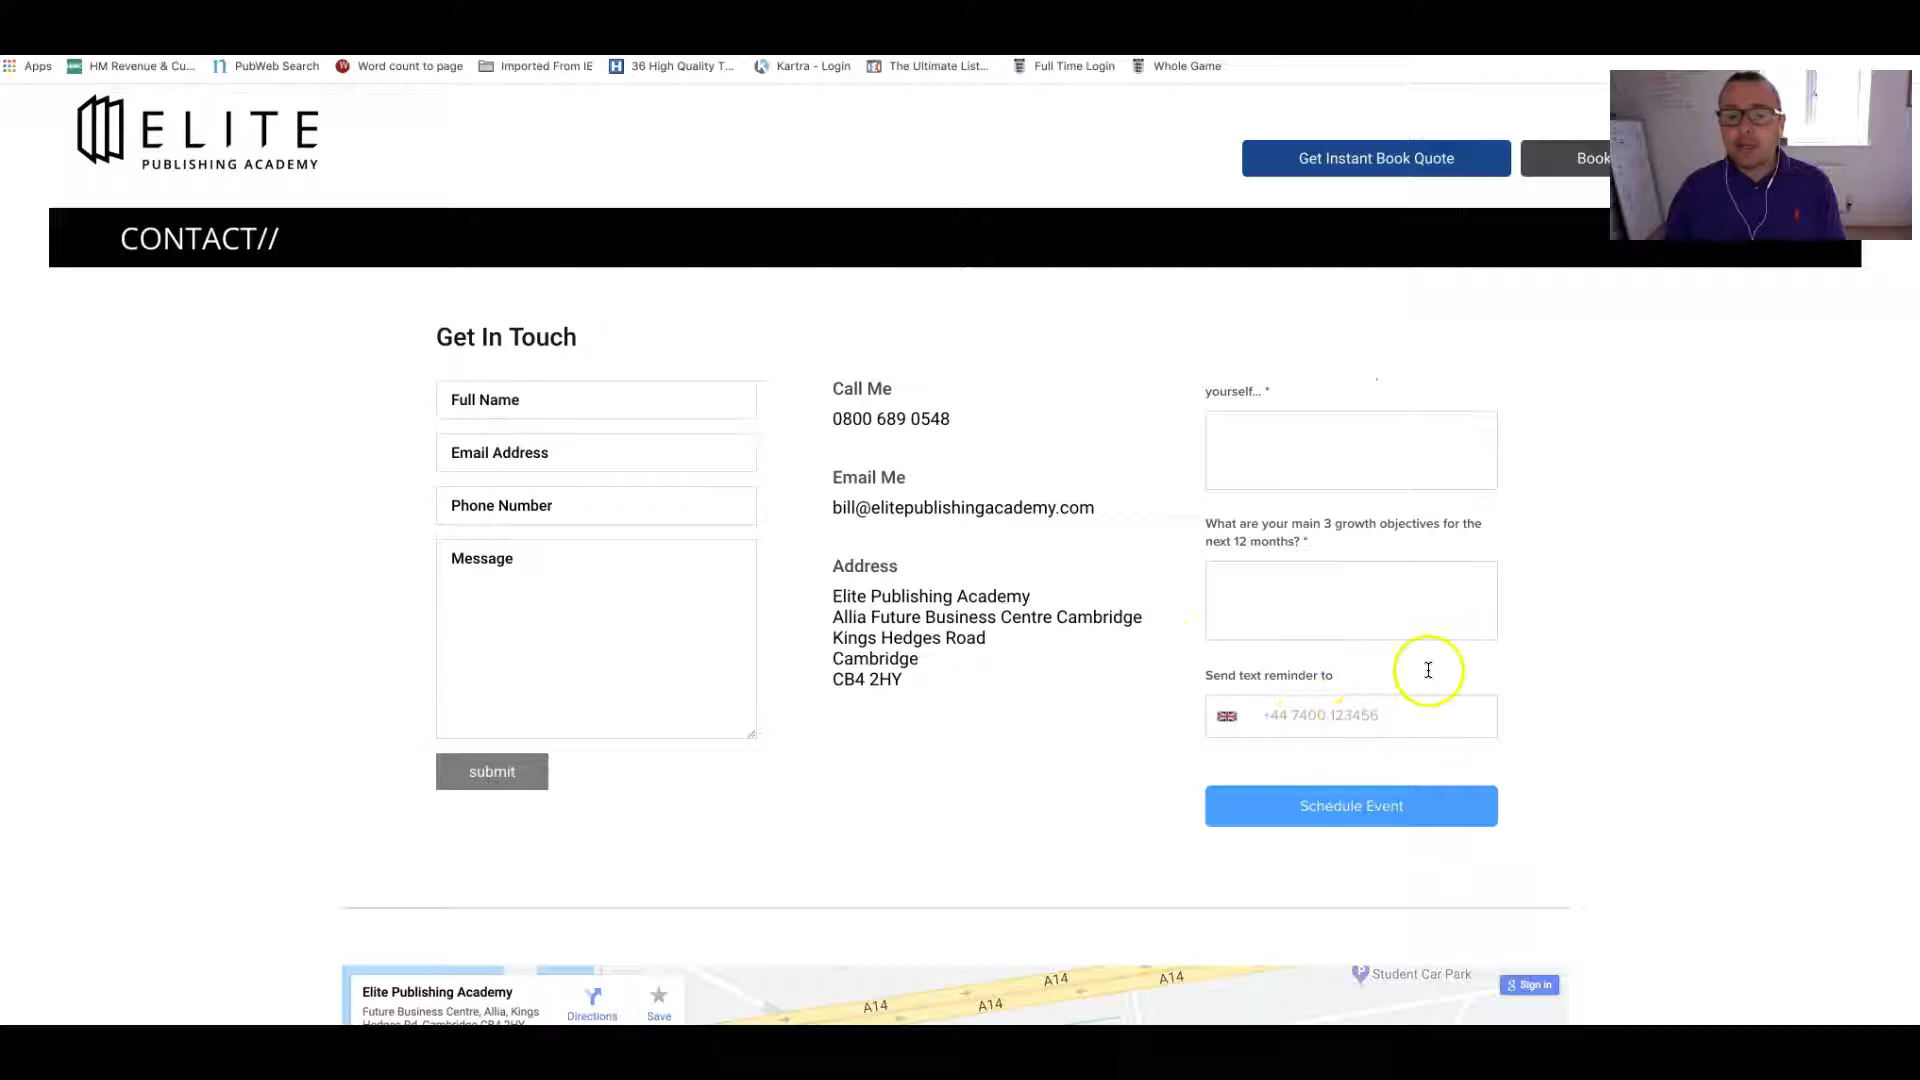 Apps
HM Revenue & Cu...
PubWeb Search
Word count to page
Imported From IE
36 High Quality T...
Kartra - Login
The Ultimate List...
Full Time Login
Whole Game
ELITE
PUBLISHING ACADEMY
Get Instant Book Quote
Book
CONTACT//
Get In Touch
Full Name
Email Address
Phone Number
Message
submit
Call Me
0800 689 0548
Email Me
bill@elitepublishingacademy.com
Address
Elite Publishing Academy
Allia Future Business Centre Cambridge
Kings Hedges Road
Cambridge
CB4 2HY
yourself... *
What are your main 3 growth objectives for the
next 12 months? *
Send text reminder to
+44 7400 123456
Schedule Event
Elite Publishing Academy
Future Business Centre, Allia, Kings
Hedges Rd, Cambridge CB4 2HY
Directions
Save
A14
A14
A14
A14
Student Car Park
Sign in